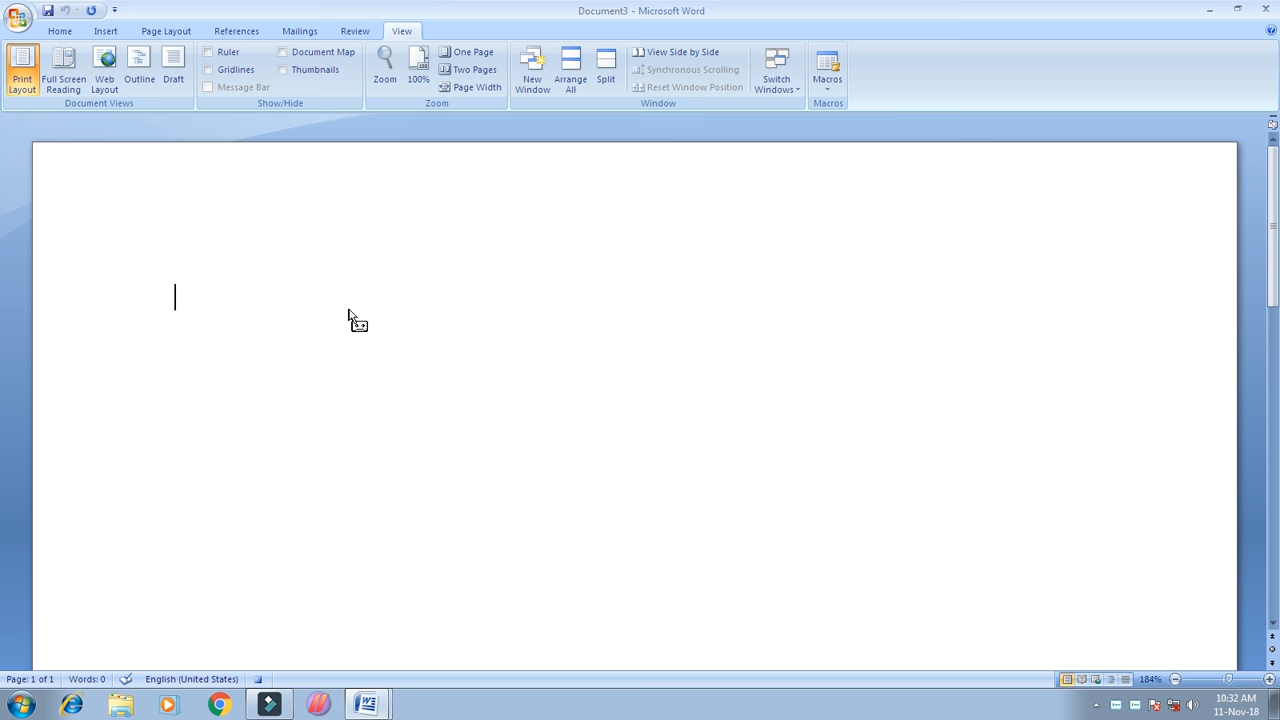 Document3 - Microsoft Word
Home Insert Page Layout References Mailings Review View
Print Layout
Full Screen Reading
Web Layout
Outline
Draft
Document Views
Ruler
Gridlines
Message Bar
Document Map
Thumbnails
Show/Hide
Zoom
100%
One Page
Two Pages
Page Width
Zoom
New Window
Arrange All
Split
View Side by Side
Synchronous Scrolling
Reset Window Position
Window
Switch Windows
Macros
Macros
Page: 1 of 1 Words: 0 English (United States) 184%
10:32 AM
11-Nov-18